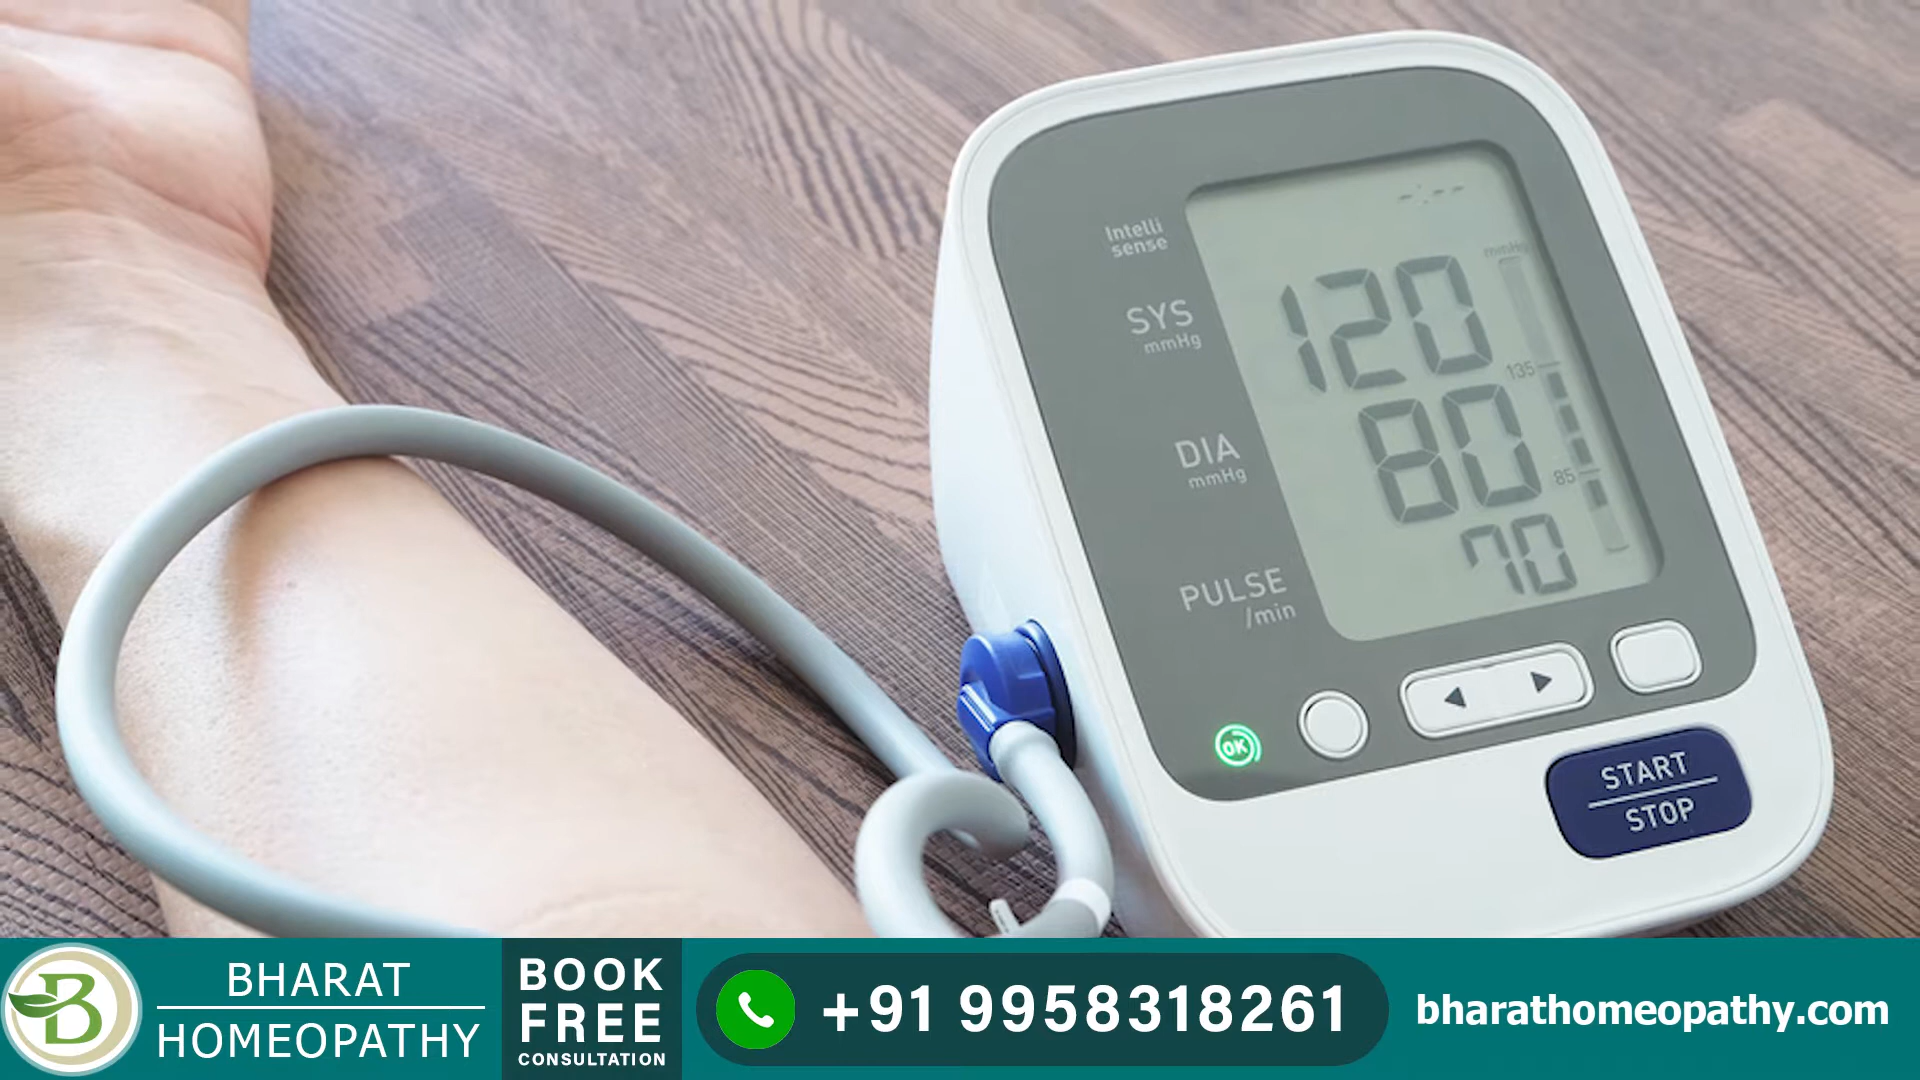 Intelli
sense
mmHg
SYS
mmHg
120
135
DIA
mmHg
80
85
PULSE
/min
70
OK
START
STOP
B
BHARAT
HOMEOPATHY
BOOK
FREE
CONSULTATION
+91 9958318261
bharathomeopathy.com